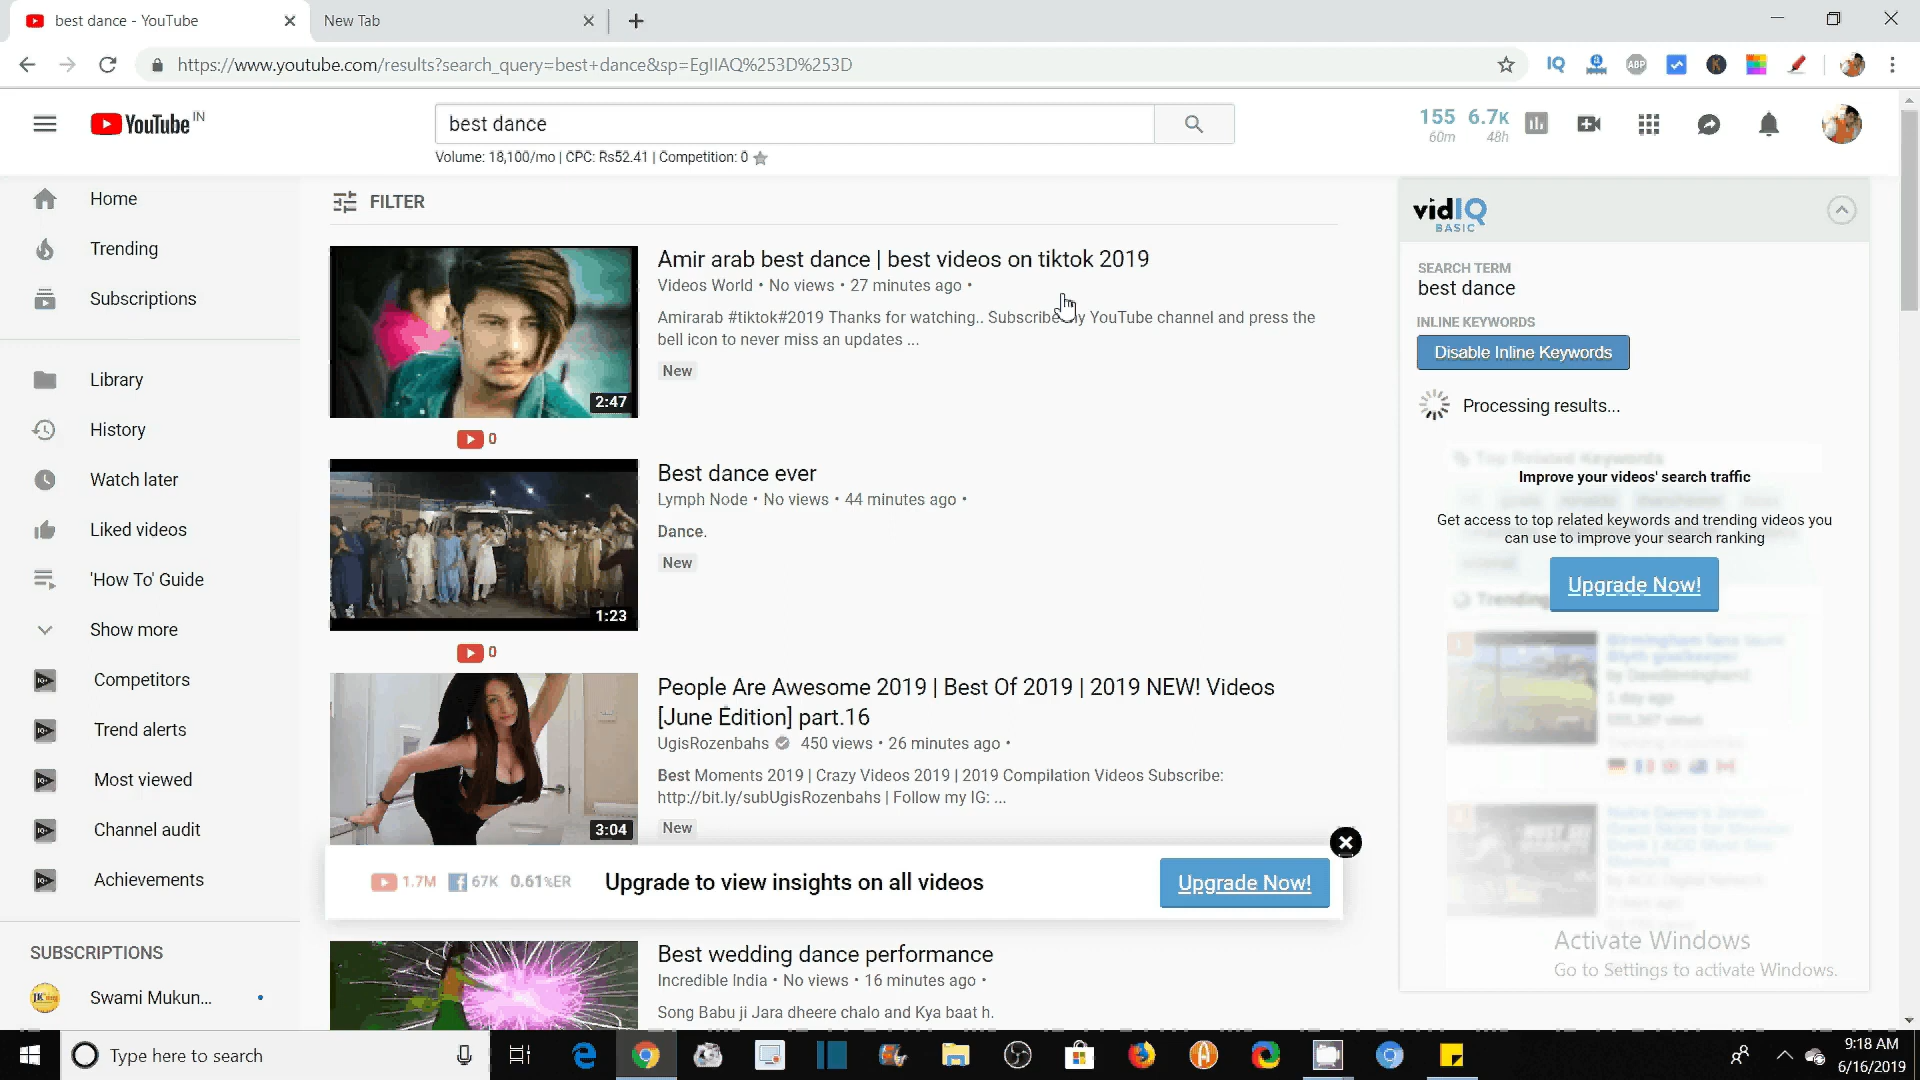 best dance - YouTube
New Tab
https://www.youtube.com/results?search_query=best+dance&sp=EgIIAQ%253D%253D
IQ
ABP
K
YouTube IN
best dance
Volume: 18,100/mo | CPC: Rs52.41 | Competition: 0
155 6.7K
60m 48h
Home
Trending
Subscriptions
Library
History
Watch later
Liked videos
'How To' Guide
Show more
Competitors
Trend alerts
Most viewed
Channel audit
Achievements
SUBSCRIPTIONS
Swami Mukun...
FILTER
Amir arab best dance | best videos on tiktok 2019
Videos World • No views • 27 minutes ago •
Amirarab #tiktok#2019 Thanks for watching.. Subscribe YouTube channel and press the
bell icon to never miss an updates ...
New
2:47
0
Best dance ever
Lymph Node • No views • 44 minutes ago •
Dance.
New
1:23
0
People Are Awesome 2019 | Best Of 2019 | 2019 NEW! Videos
[June Edition] part.16
UgisRozenbahs 450 views • 26 minutes ago •
Best Moments 2019 | Crazy Videos 2019 | 2019 Compilation Videos Subscribe:
http://bit.ly/subUgisRozenbahs | Follow my IG: ...
New
3:04
1.7M 67K 0.61%ER Upgrade to view insights on all videos Upgrade Now!
Best wedding dance performance
Incredible India • No views • 16 minutes ago •
Song Babu ji Jara dheere chalo and Kya baat h.
vidIQ
BASIC
SEARCH TERM
best dance
INLINE KEYWORDS
Disable Inline Keywords
Processing results...
Top Related Keywords
Improve your videos' search traffic
Get access to top related keywords and trending videos you
can use to improve your search ranking
Upgrade Now!
Trending
Activate Windows
Go to Settings to activate Windows.
Type here to search
9:18 AM
6/16/2019